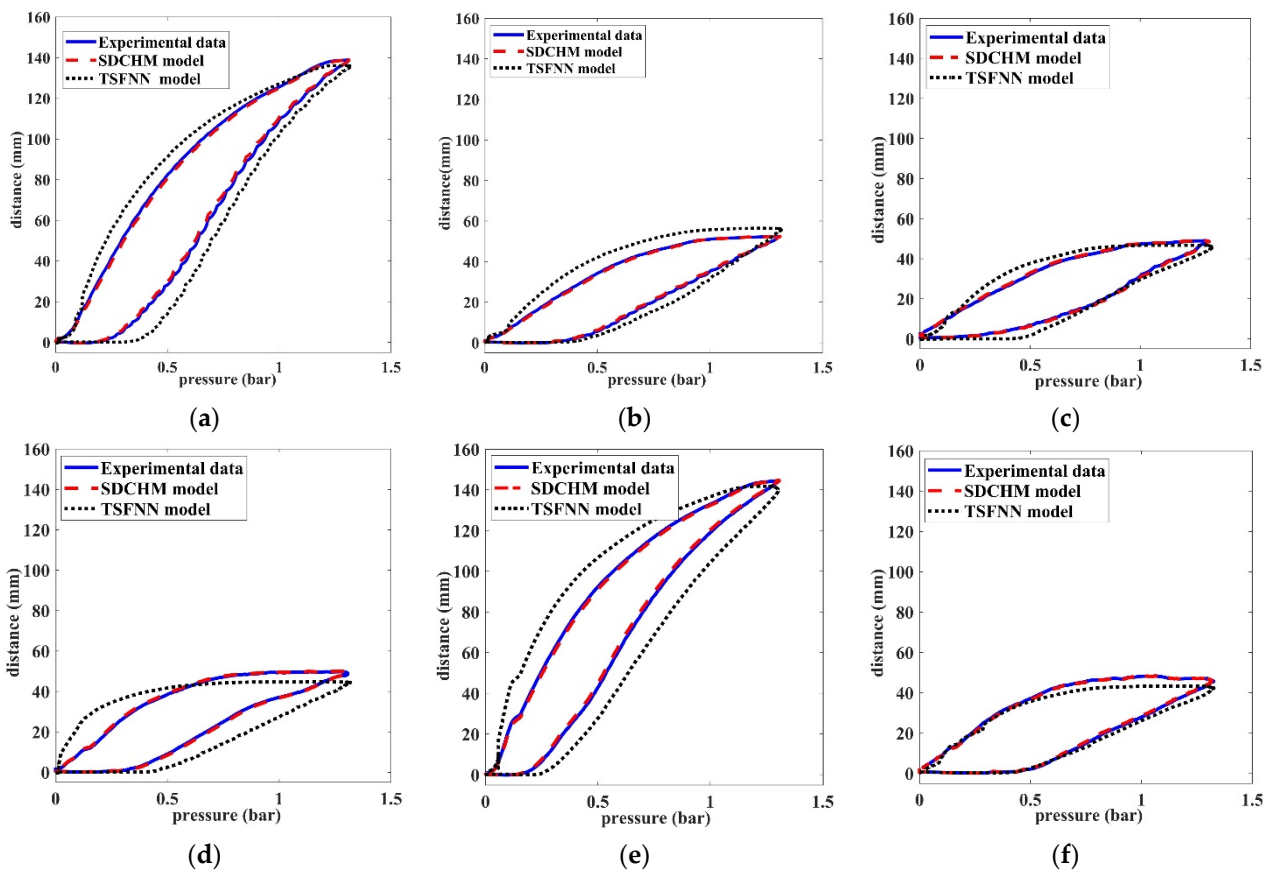 160
140
120
100
80
60
40
20
0
distance (mm)
Experimental data
SDCHM model
TSFNN model
0
0.5
1
1.5
pressure (bar)
(a)
160
140
120
100
80
60
40
20
0
distance(mm)
Experimental data
SDCHM model
TSFNN model
0
0.5
1
1.5
pressure (bar)
(b)
160
140
120
100
80
60
40
20
0
distance (mm)
Experimental data
SDCHM model
TSFNN model
0
0.5
1
1.5
pressure (bar)
(c)
160
140
120
100
80
60
40
20
0
distance (mm)
Experimental data
SDCHM model
TSFNN model
0
0.5
1
1.5
pressure (bar)
(d)
160
140
120
100
80
60
40
20
0
distance (mm)
Experimental data
SDCHM model
TSFNN model
0
0.5
1
1.5
pressure (bar)
(e)
160
140
120
100
80
60
40
20
0
distance (mm)
Experimental data
SDCHM model
TSFNN model
0
0.5
1
1.5
pressure (bar)
(f)